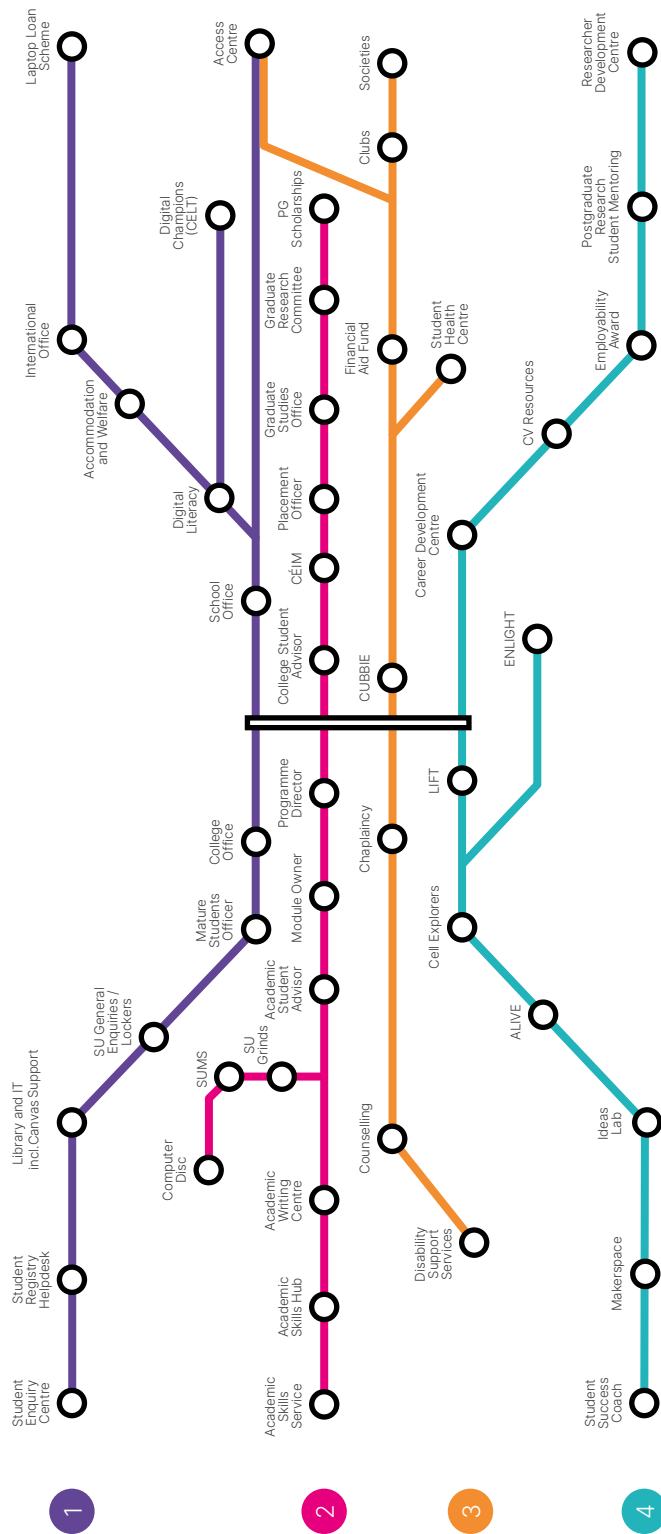 1
Student
Enquiry
Centre
Student
Registry
Helpdesk
Library and IT
incl.Canvas Support
SU General
Enquiries /
Lockers
Mature
Students
Officer
College
Office
School
Office
Digital
Literacy
Accommodation
and Welfare
International
Office
Laptop Loan
Scheme
Digital
Champions
(CELT)
Access
Centre
2
Academic
Skills
Service
Academic
Skills Hub
Academic
Writing
Centre
Computer
Disc
SUMS
SU
Grinds
Academic
Student
Advisor
Module Owner
Programme
Director
College Student
Advisor
CÉIM
Placement
Officer
Graduate
Studies
Office
Graduate
Research
Committee
PG
Scholarships
3
Disability
Support
Services
Counselling
Chaplaincy
CUBBIE
Student
Health
Centre
Financial
Aid Fund
Clubs
Societies
4
Student
Success
Coach
Makerspace
Ideas
Lab
ALIVE
Cell Explorers
LIFT
ENLIGHT
Career Development
Centre
CV Resources
Employability
Award
Postgraduate
Research
Student Mentoring
Researcher
Development
Centre